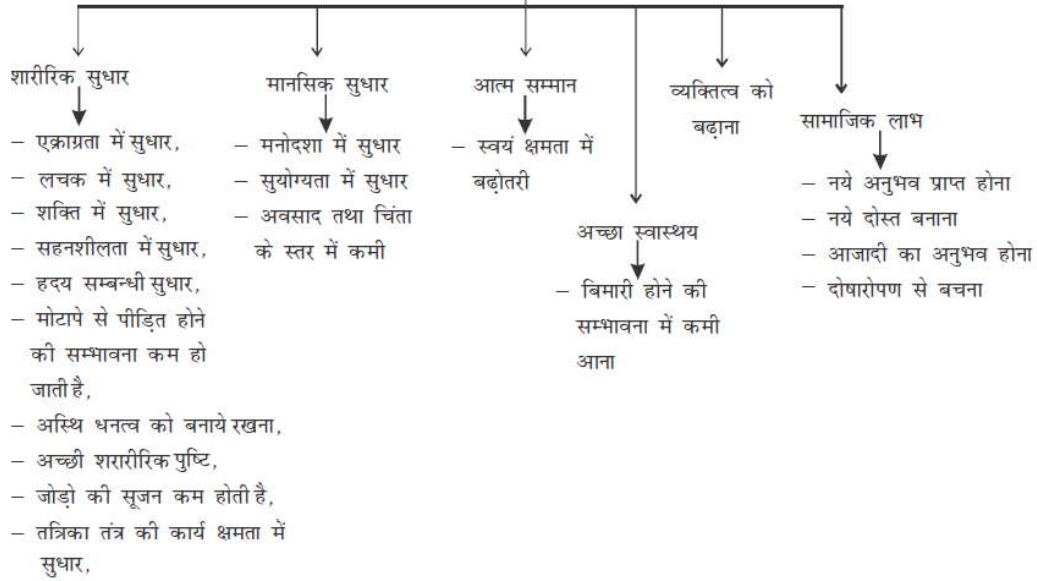 शारीरिक सुधार
– एक्राग्रता में सुधार,
– लचक में सुधार,
– शक्ति में सुधार,
– सहनशीलता में सुधार,
– हदय सम्बन्धी सुधार,
– मोटापे से पीड़ित होने
की सम्भावना कम हो
जाती है,
– अस्थि धनत्व को बनाये रखना,
– अच्छी शरारीरिक पुष्टि,
– जोड़ो की सूजन कम होती है,
– तत्रिका तंत्र की कार्य क्षमता में
सुधार,
मानसिक सुधार
– मनोदशा में सुधार
– सुयोग्यता में सुधार
– अवसाद तथा चिंता
के स्तर में कमी
आत्म सम्मान
– स्वयं क्षमता में
बढ़ोतरी
अच्छा स्वास्थय
– बिमारी होने की
सम्भावना में कमी
आना
व्यक्तित्व को
बढ़ाना
सामाजिक लाभ
– नये अनुभव प्राप्त होना
– नये दोस्त बनाना
– आजादी का अनुभव होना
– दोषारोपण से बचना